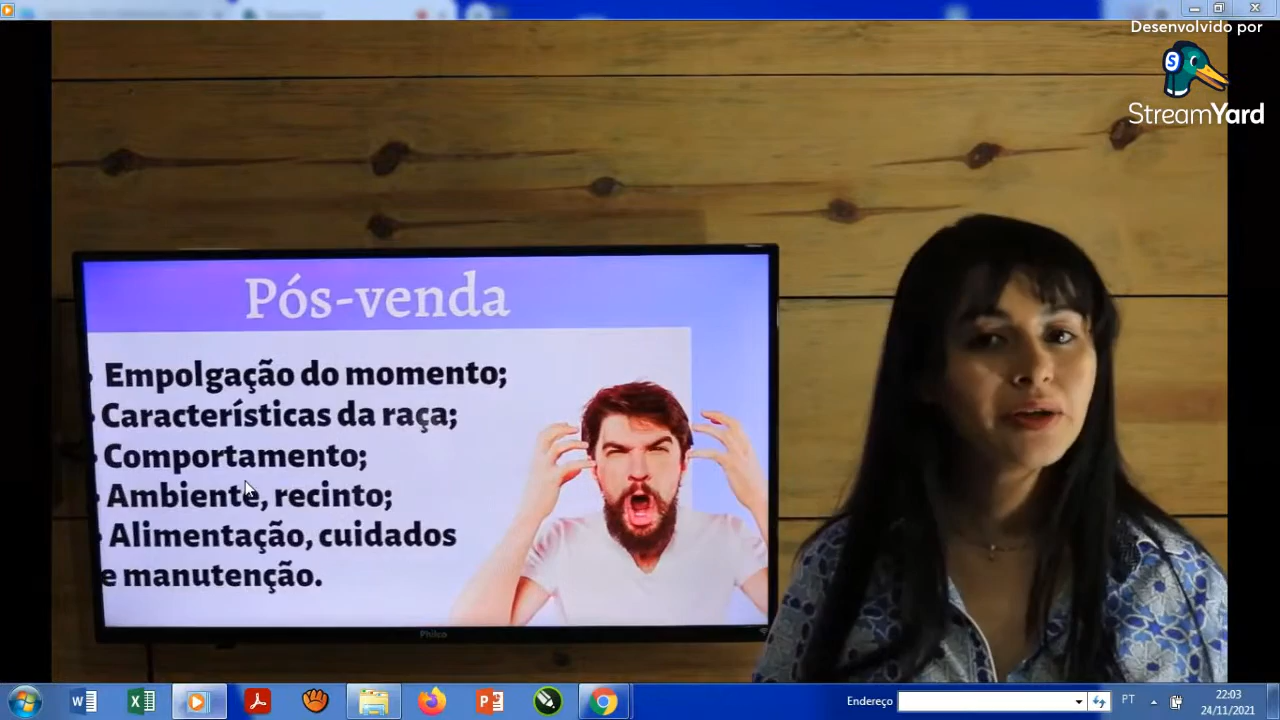 Desenvolvido por
StreamYard
Pós-venda
• Empolgação do momento;
• Características da raça;
• Comportamento;
• Ambiente, recinto;
• Alimentação, cuidados
e manutenção.
Philco
Endereço
PT
22:03
24/11/2021